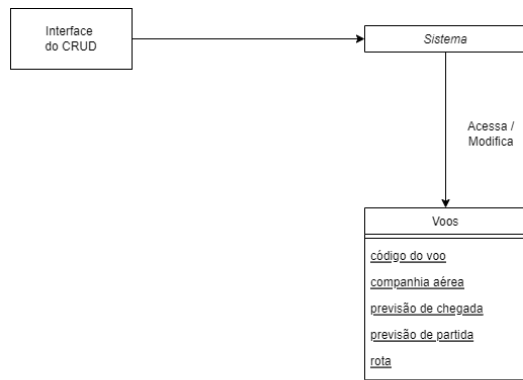 Interface
do CRUD
Sistema
Acessa /
Modifica
Voos
código do voo
companhia aérea
previsão de chegada
previsão de partida
rota